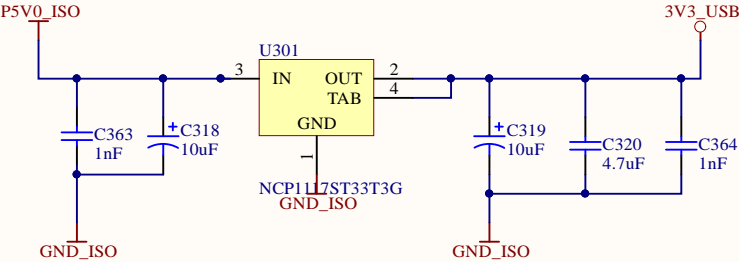 P5V0_ISO
3V3_USB
U301
3
IN
OUT
2
TAB
4
GND
C363
1nF
C318
10uF
1
C319
10uF
C320
4.7uF
C364
1nF
NCP1117ST33T3G
GND_ISO
GND_ISO
GND_ISO